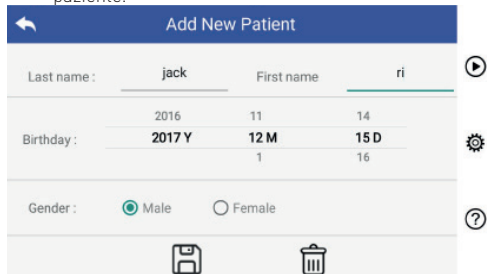 paziente.
Add New Patient
Last name : jack First name ri
2016 11 14
Birthday : 2017 Y 12 M 15 D
1 16
Gender : Male Female
?